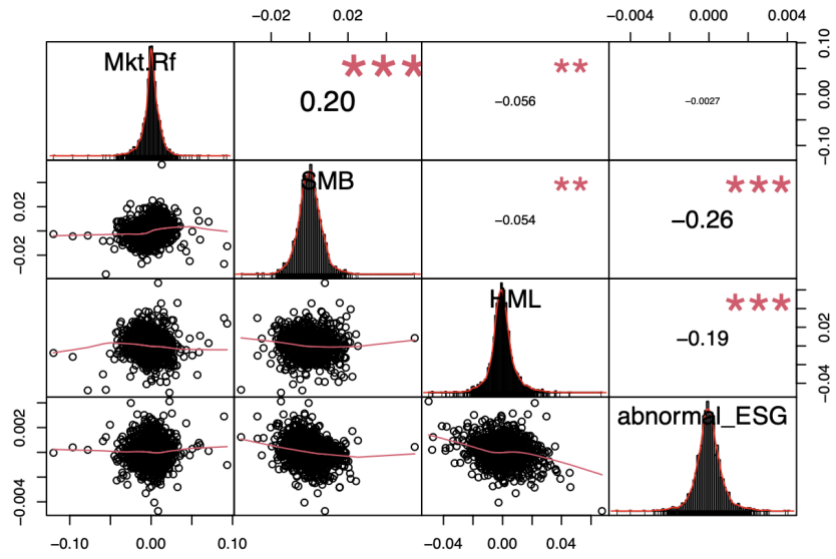 −0.02 0.02 −0.004 0.000 0.004
Mkt.Rf *** ** 0.10
0.20 −0.056 −0.0027 0.00
−0.10
SMB ** ***
0.02 −0.054 −0.26
−0.02
HML ***
−0.19 0.02
−0.04
0.002 abnormal_ESG
−0.004
−0.10 0.00 0.10 −0.04 0.00 0.04